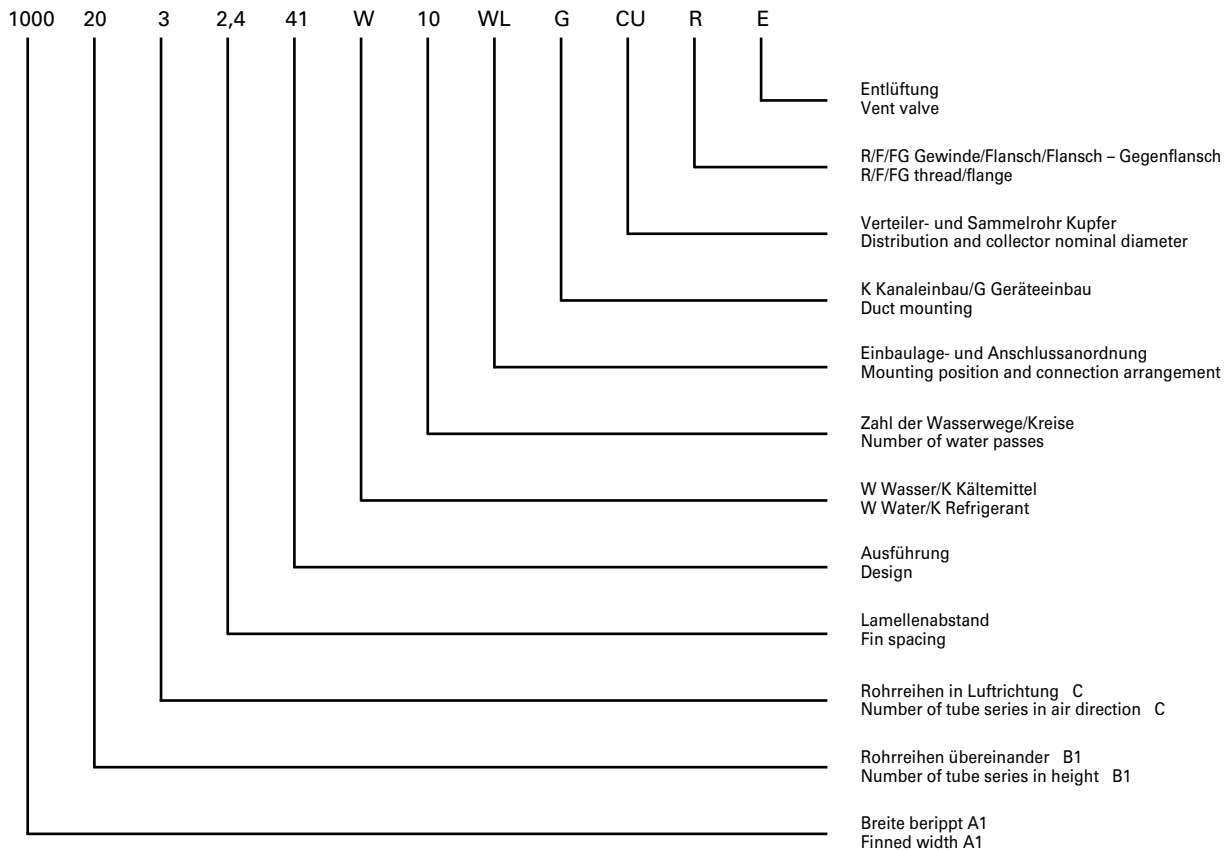 1000 20 3 2,4 41 W 10 WL G CU R E
Entlüftung
Vent valve
R/F/FG Gewinde/Flansch/Flansch – Gegenflansch
R/F/FG thread/flange
Verteiler- und Sammelrohr Kupfer
Distribution and collector nominal diameter
K Kanaleinbau/G Geräteeinbau
Duct mounting
Einbaulage- und Anschlussanordnung
Mounting position and connection arrangement
Zahl der Wasserwege/Kreise
Number of water passes
W Wasser/K Kältemittel
W Water/K Refrigerant
Ausführung
Design
Lamellenabstand
Fin spacing
Rohrreihen in Luftrichtung C
Number of tube series in air direction C
Rohrreihen übereinander B1
Number of tube series in height B1
Breite berippt A1
Finned width A1